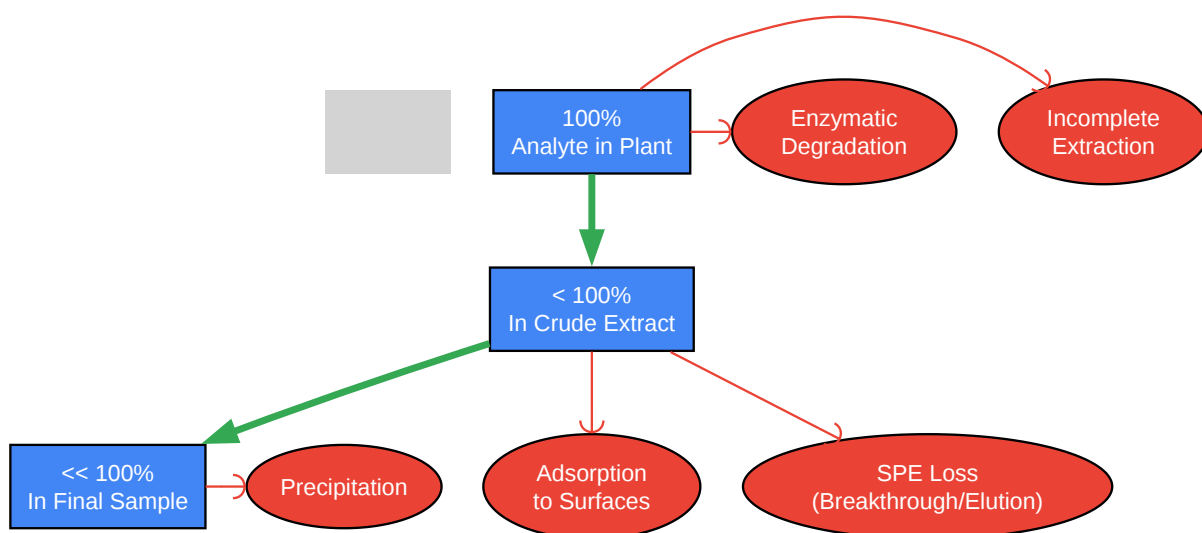 100%
Analyte in Plant
Enzymatic
Degradation
Incomplete
Extraction
< 100%
In Crude Extract
<< 100%
In Final Sample
Precipitation
Adsorption
to Surfaces
SPE Loss
(Breakthrough/Elution)